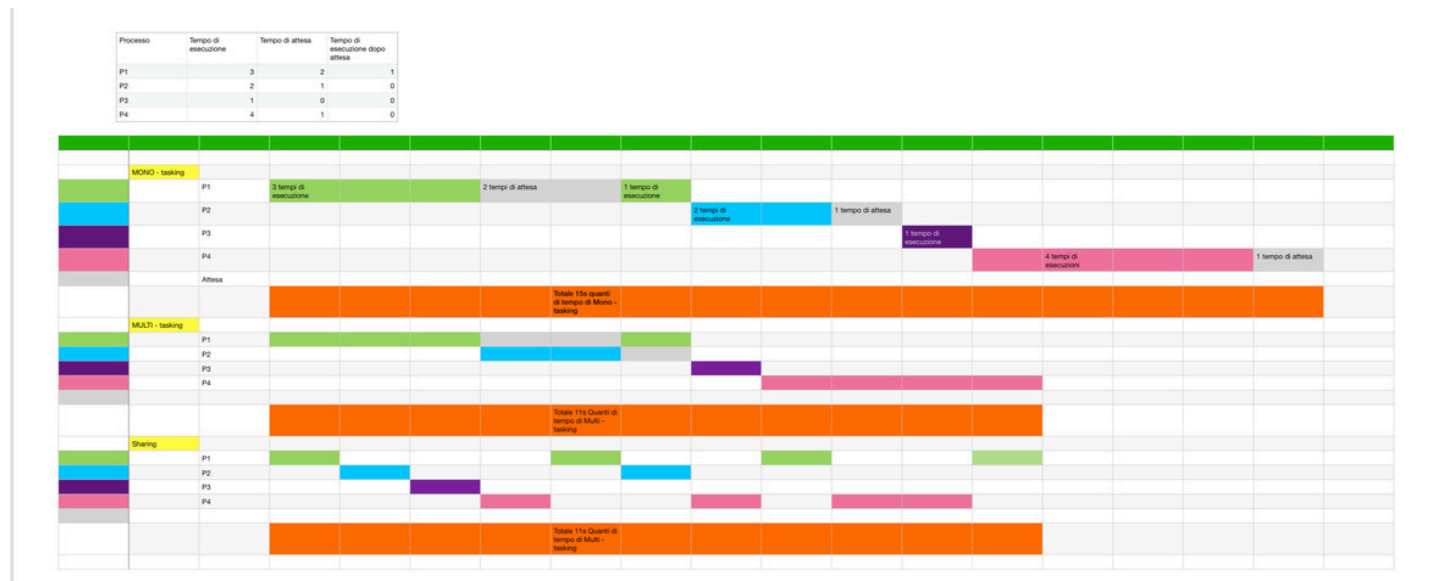 Processo Tempo di esecuzione Tempo di attesa Tempo di esecuzione dopo attesa
P1 3 2 1
P2 2 1 0
P3 1 0 0
P4 4 1 0
MONO - tasking
P1 3 tempi di esecuzione 2 tempi di attesa 1 tempo di esecuzione
P2 2 tempi di esecuzione 1 tempo di attesa
P3 1 tempo di esecuzione
P4 4 tempi di esecuzioni 1 tempo di attesa
Attesa
Totale 15s quanti di tempo di Mono - tasking
MULTI - tasking
P1
P2
P3
P4
Totale 11s Quanti di tempo di Multi - tasking
Sharing
P1
P2
P3
P4
Totale 11s Quanti di tempo di Multi - tasking